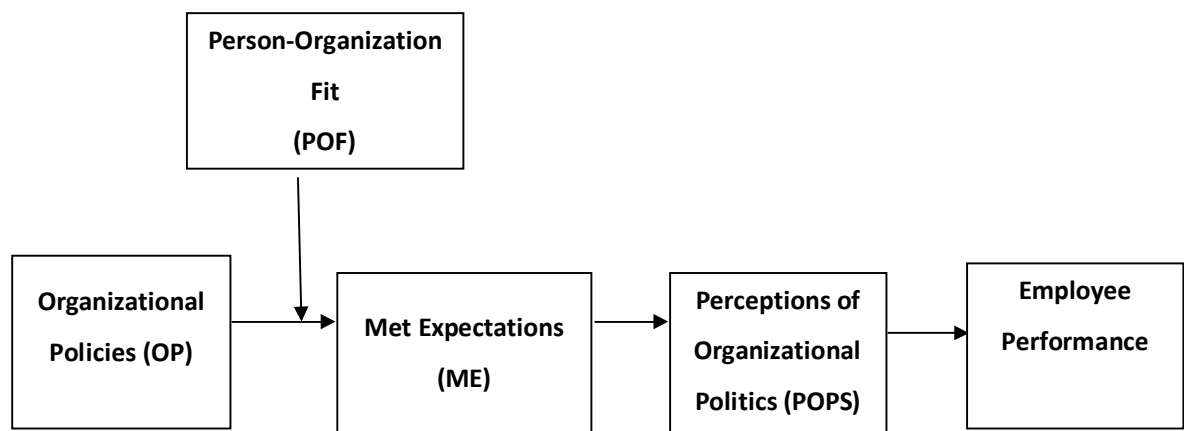 Person-Organization
Fit
(POF)
Organizational
Policies (OP)
Met Expectations
(ME)
Perceptions of
Organizational
Politics (POPS)
Employee
Performance